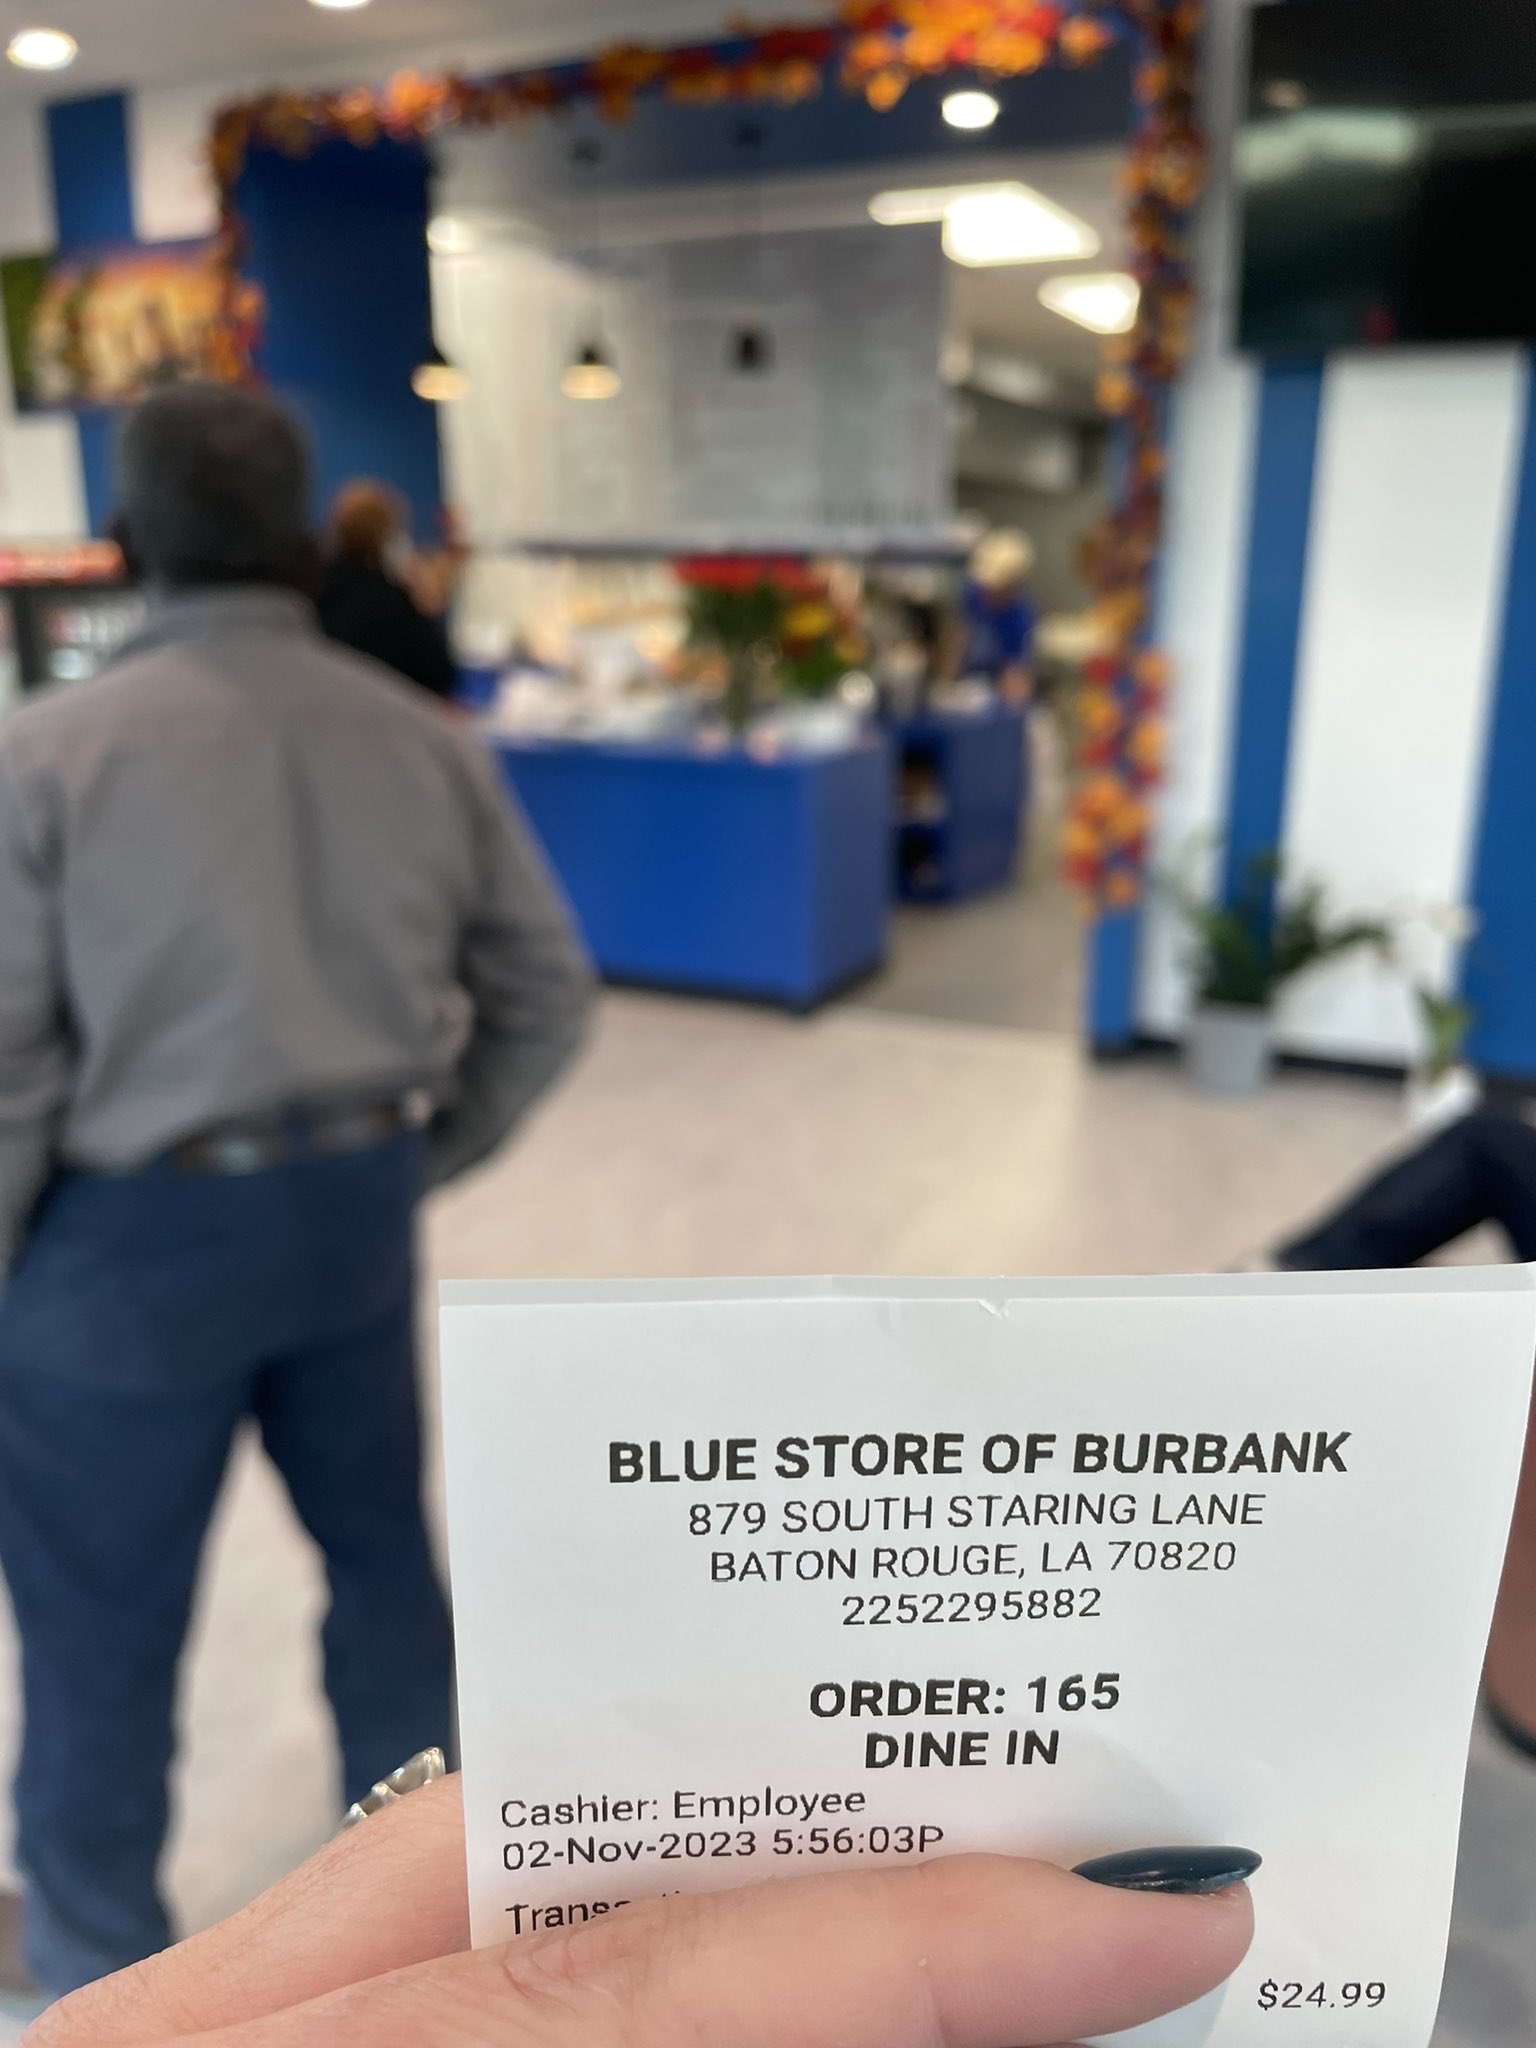 BLUE STORE OF BURBANK
879 SOUTH STARING LANE
BATON ROUGE, LA 70820
2252295882
ORDER: 165
DINE IN
Cashier: Employee
02-Nov-2023 5:56:03P
$24.99